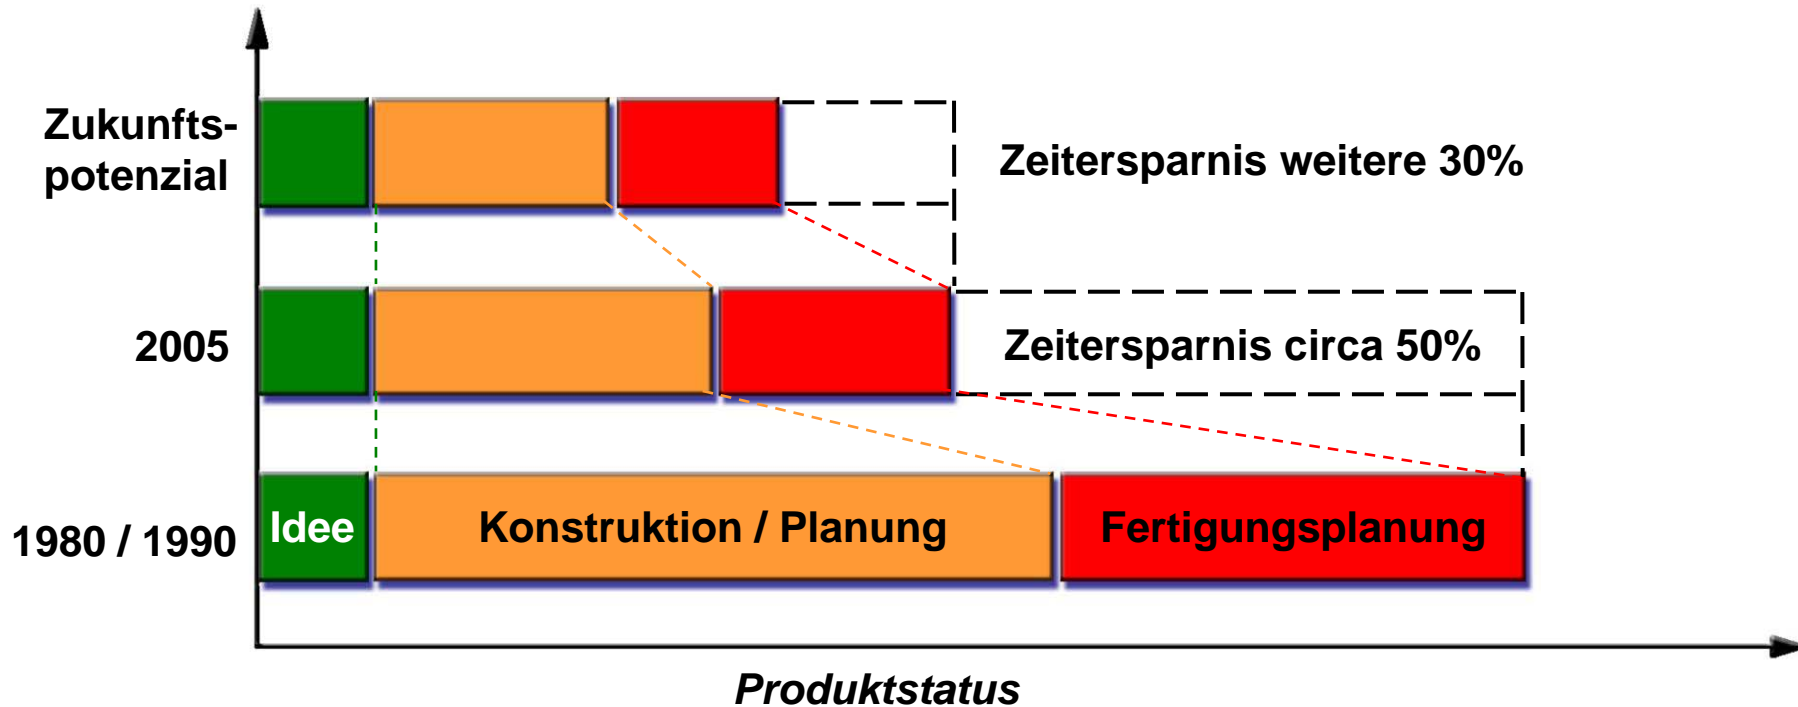 Zukunfts-
potenzial
Zeitersparnis weitere 30%
2005
Zeitersparnis circa 50%
1980 / 1990
Idee
Konstruktion / Planung
Fertigungsplanung
Produktstatus